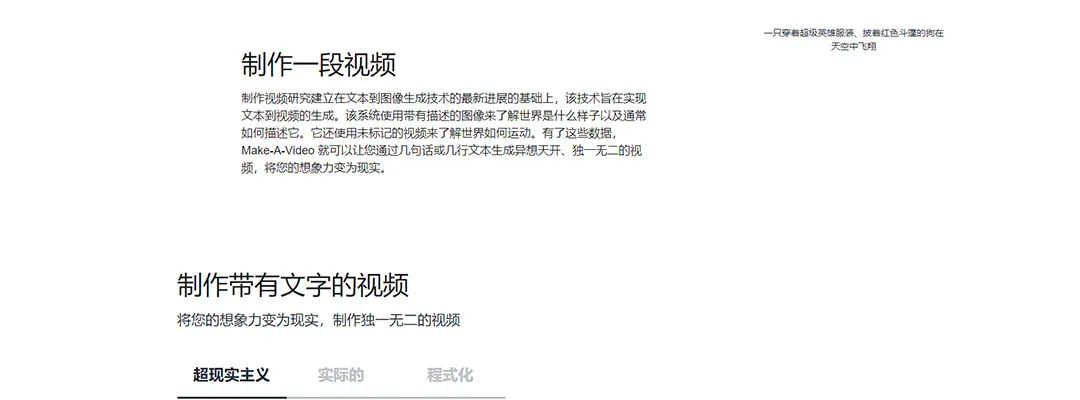 一只穿着超级英雄服装、披着红色斗篷的狗在
天空中飞翔
制作一段视频
制作视频研究建立在文本到图像生成技术的最新进展的基础上，该技术旨在实现
文本到视频的生成。该系统使用带有描述的图像来了解世界是什么样子以及通常
如何描述它。它还使用未标记的视频来了解世界如何运动。有了这些数据，
Make-A-Video 就可以让您通过几句话或几行文本生成异想天开、独一无二的视
频，将您的想象力变为现实。
制作带有文字的视频
将您的想象力变为现实，制作独一无二的视频
超现实主义 实际的 程式化